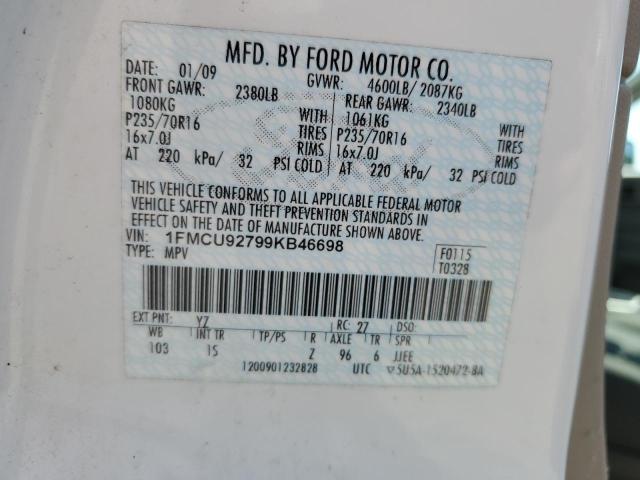 MFD. BY FORD MOTOR CO.
DATE: 01/09 GVWR: 4600LB/ 2087KG
FRONT GAWR: 2380LB REAR GAWR: 2340LB
1080KG WITH 1061KG WITH
P235/70R16 TIRES P235/70R16 TIRES
16x7.0J RIMS 16x7.0J RIMS
AT 220 kPa/ 32 PSI COLD AT 220 kPa/ 32 PSI COLD
THIS VEHICLE CONFORMS TO ALL APPLICABLE FEDERAL MOTOR
VEHICLE SAFETY AND THEFT PREVENTION STANDARDS IN
EFFECT ON THE DATE OF MANUFACTURE SHOWN ABOVE.
VIN: 1FMCU92799KB46698 F0115
TYPE: MPV T0328
EXT PNT: YZ RC: 27 DSO:
WB INT TR TP/PS R AXLE TR SPR
103 IS Z 96 6 JJEE
1200901232828 UTC ▽5U5A-1520472-BA